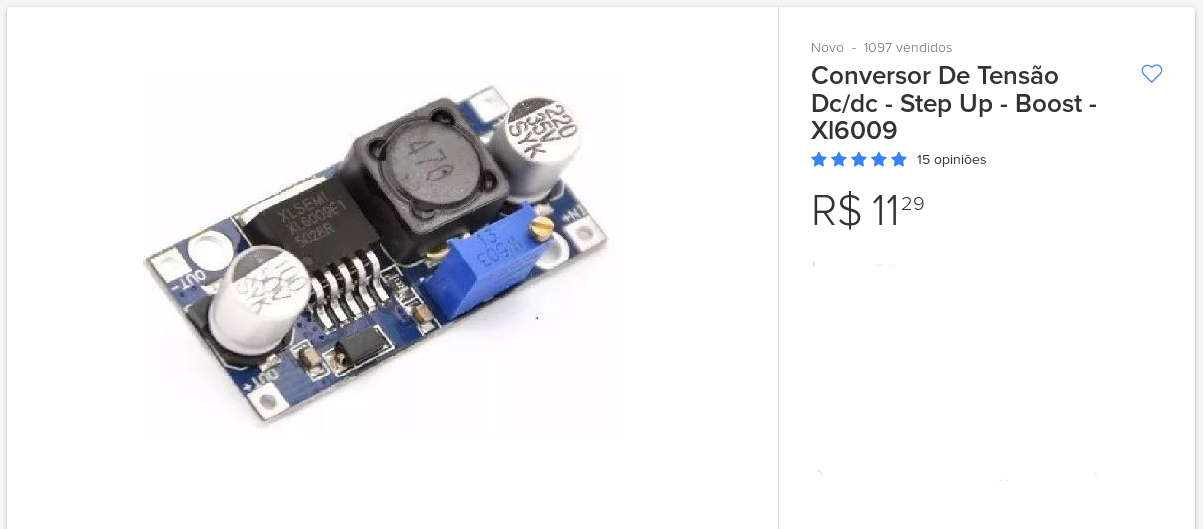 Novo - 1097 vendidos
Conversor De Tensão
Dc/dc - Step Up - Boost -
Xl6009
15 opiniões
R$ 11 29
220
35V
SYK
470
XLSEMI
XL6009E1
5028R
W503
IN+
OUT-
OUT+